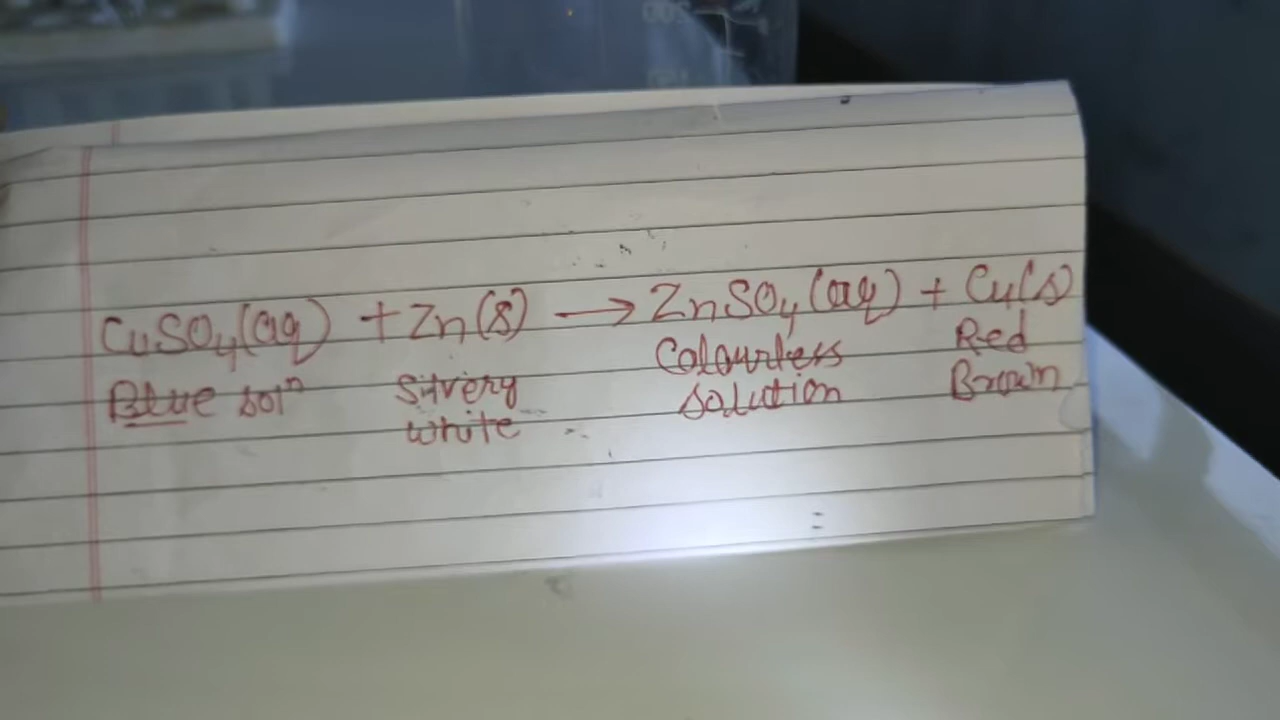 CuSO4(aq) + Zn(s) → ZnSO4(aq) + Cu(s)
Blue solⁿ Silvery white Colourless solution Red Brown